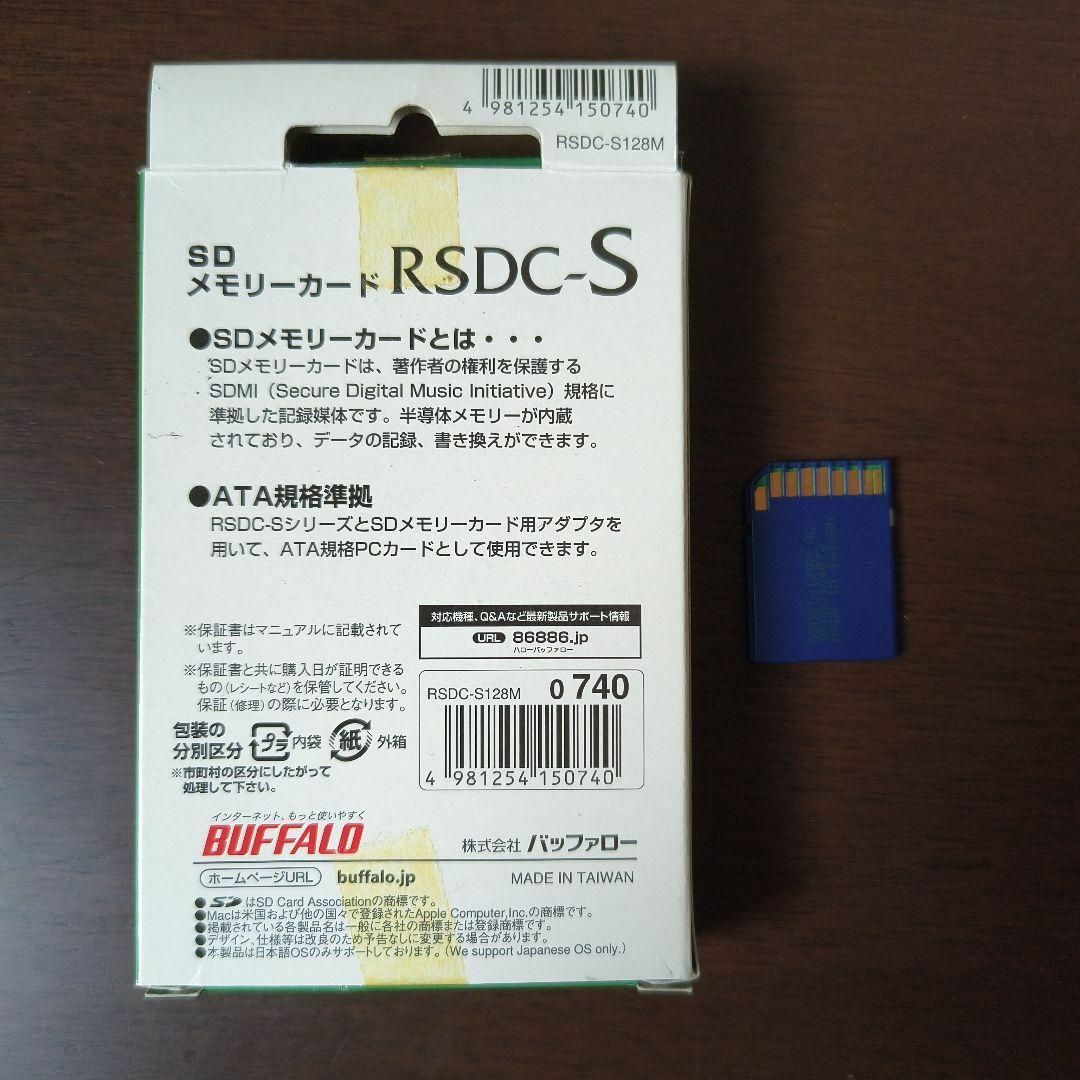 4 981254 150740
RSDC-S128M
SD
メモリーカード RSDC-S
●SDメモリーカードとは・・・
SDメモリーカードは、著作者の権利を保護する
SDMI（Secure Digital Music Initiative）規格に
準拠した記録媒体です。半導体メモリーが内蔵
されており、データの記録、書き換えができます。
●ATA規格準拠
RSDC-SシリーズとSDメモリーカード用アダプタを
用いて、ATA規格PCカードとして使用できます。
対応機種、Q&Aなど最新製品サポート情報
URL 86886.jp
ハローバッファロー
※保証書はマニュアルに記載されて
います。
※保証書と共に購入日が証明できる
もの（レシートなど）を保管してください。
保証（修理）の際に必要となります。
RSDC-S128M 0 740
4 981254 150740
包装の
分別区分 プラ 内袋 紙 外箱
※市町村の区分にしたがって
処理して下さい。
インターネット、もっと使いやすく
BUFFALO
株式会社 バッファロー
ホームページURL buffalo.jp
MADE IN TAIWAN
●SDはSD Card Associationの商標です。
●Macは米国および他の国々で登録されたApple Computer,Inc.の商標です。
●掲載されている各製品名は一般に各社の商標または登録商標です。
●デザイン、仕様等は改良のため予告なしに変更する場合があります。
●本製品は日本語OSのみサポートしております。（We support Japanese OS only.）
MADE IN TAIWAN